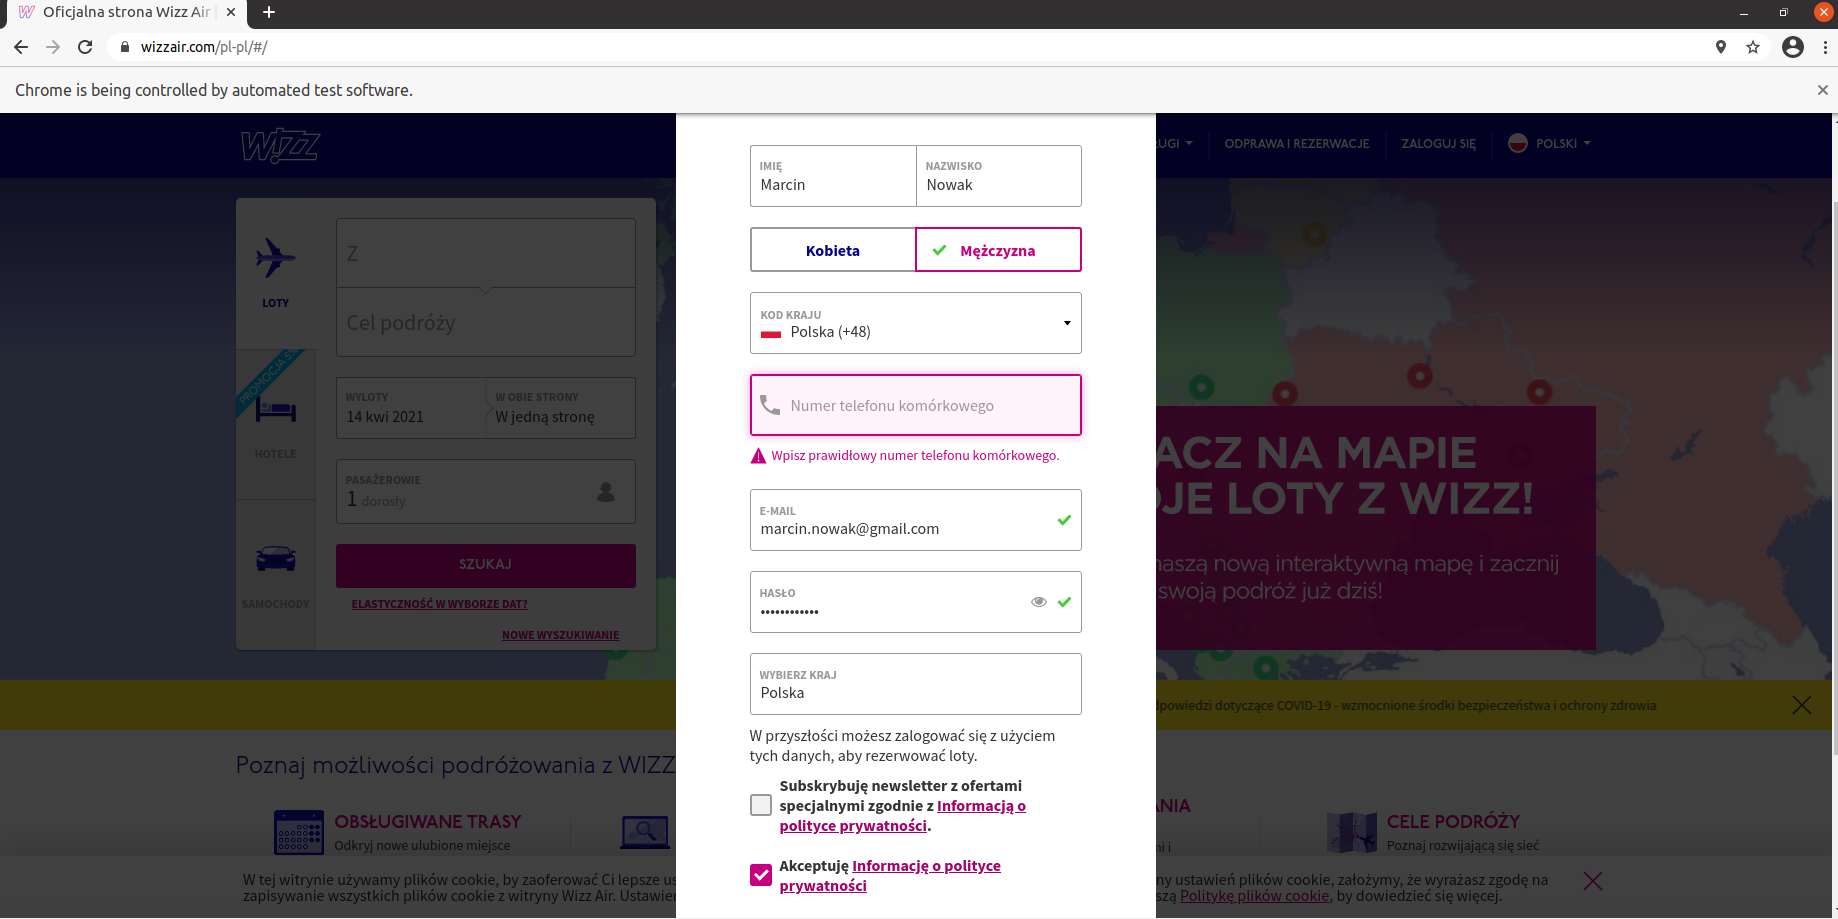 Oficjalna strona Wizz Air |
wizzair.com/pl-pl/#/
Chrome is being controlled by automated test software.
WIZZ
UGI
ODPRAWA I REZERWACJE
ZALOGUJ SIĘ
POLSKI
LOTY
PROMOCJA
HOTELE
SAMOCHODY
Z
Cel podróży
WYLOTY
14 kwi 2021
W OBIE STRONY
W jedną stronę
PASAŻEROWIE
1 dorosły
SZUKAJ
ELASTYCZNOŚĆ W WYBORZE DAT?
NOWE WYSZUKIWANIE
IMIĘ
Marcin
NAZWISKO
Nowak
Kobieta
Mężczyzna
KOD KRAJU
Polska (+48)
Numer telefonu komórkowego
Wpisz prawidłowy numer telefonu komórkowego.
E-MAIL
marcin.nowak@gmail.com
HASŁO
••••••••••••
WYBIERZ KRAJ
Polska
W przyszłości możesz zalogować się z użyciem
tych danych, aby rezerwować loty.
Subskrybuję newsletter z ofertami
specjalnymi zgodnie z Informacją o
polityce prywatności.
Akceptuję Informację o polityce
prywatności
ACZ NA MAPIE
OJE LOTY Z WIZZ!
naszą nową interaktywną mapę i zacznij
swoją podróż już dziś!
dpowiedzi dotyczące COVID-19 - wzmocnione środki bezpieczeństwa i ochrony zdrowia
Poznaj możliwości podróżowania z WIZZ
OBSŁUGIWANE TRASY
Odkryj nowe ulubione miejsce
ANIA
ni i
CELE PODRÓŻY
Poznaj rozwijającą się sieć
W tej witrynie używamy plików cookie, by zaoferować Ci lepsze us
zapisywanie wszystkich plików cookie z witryny Wizz Air. Ustawien
ny ustawień plików cookie, założymy, że wyrażasz zgodę na
szą Politykę plików cookie, by dowiedzieć się więcej.